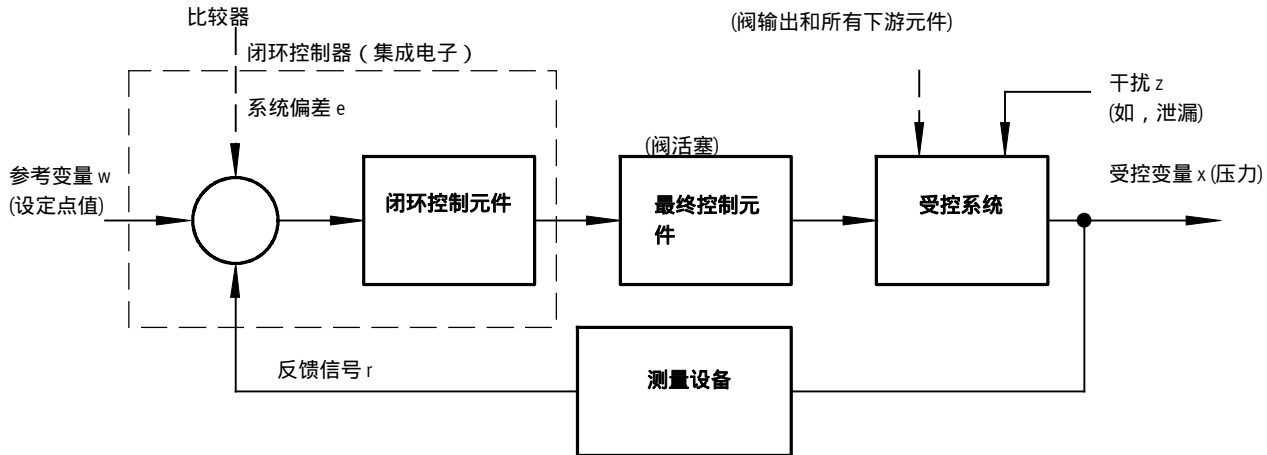 比较器
(阀输出和所有下游元件)
闭环控制器（集成电子）
干扰 z
(如，泄漏)
系统偏差 e
(阀活塞)
参考变量 w
(设定点值)
受控变量 x (压力)
闭环控制元件
最终控制元
件
受控系统
反馈信号 r
测量设备